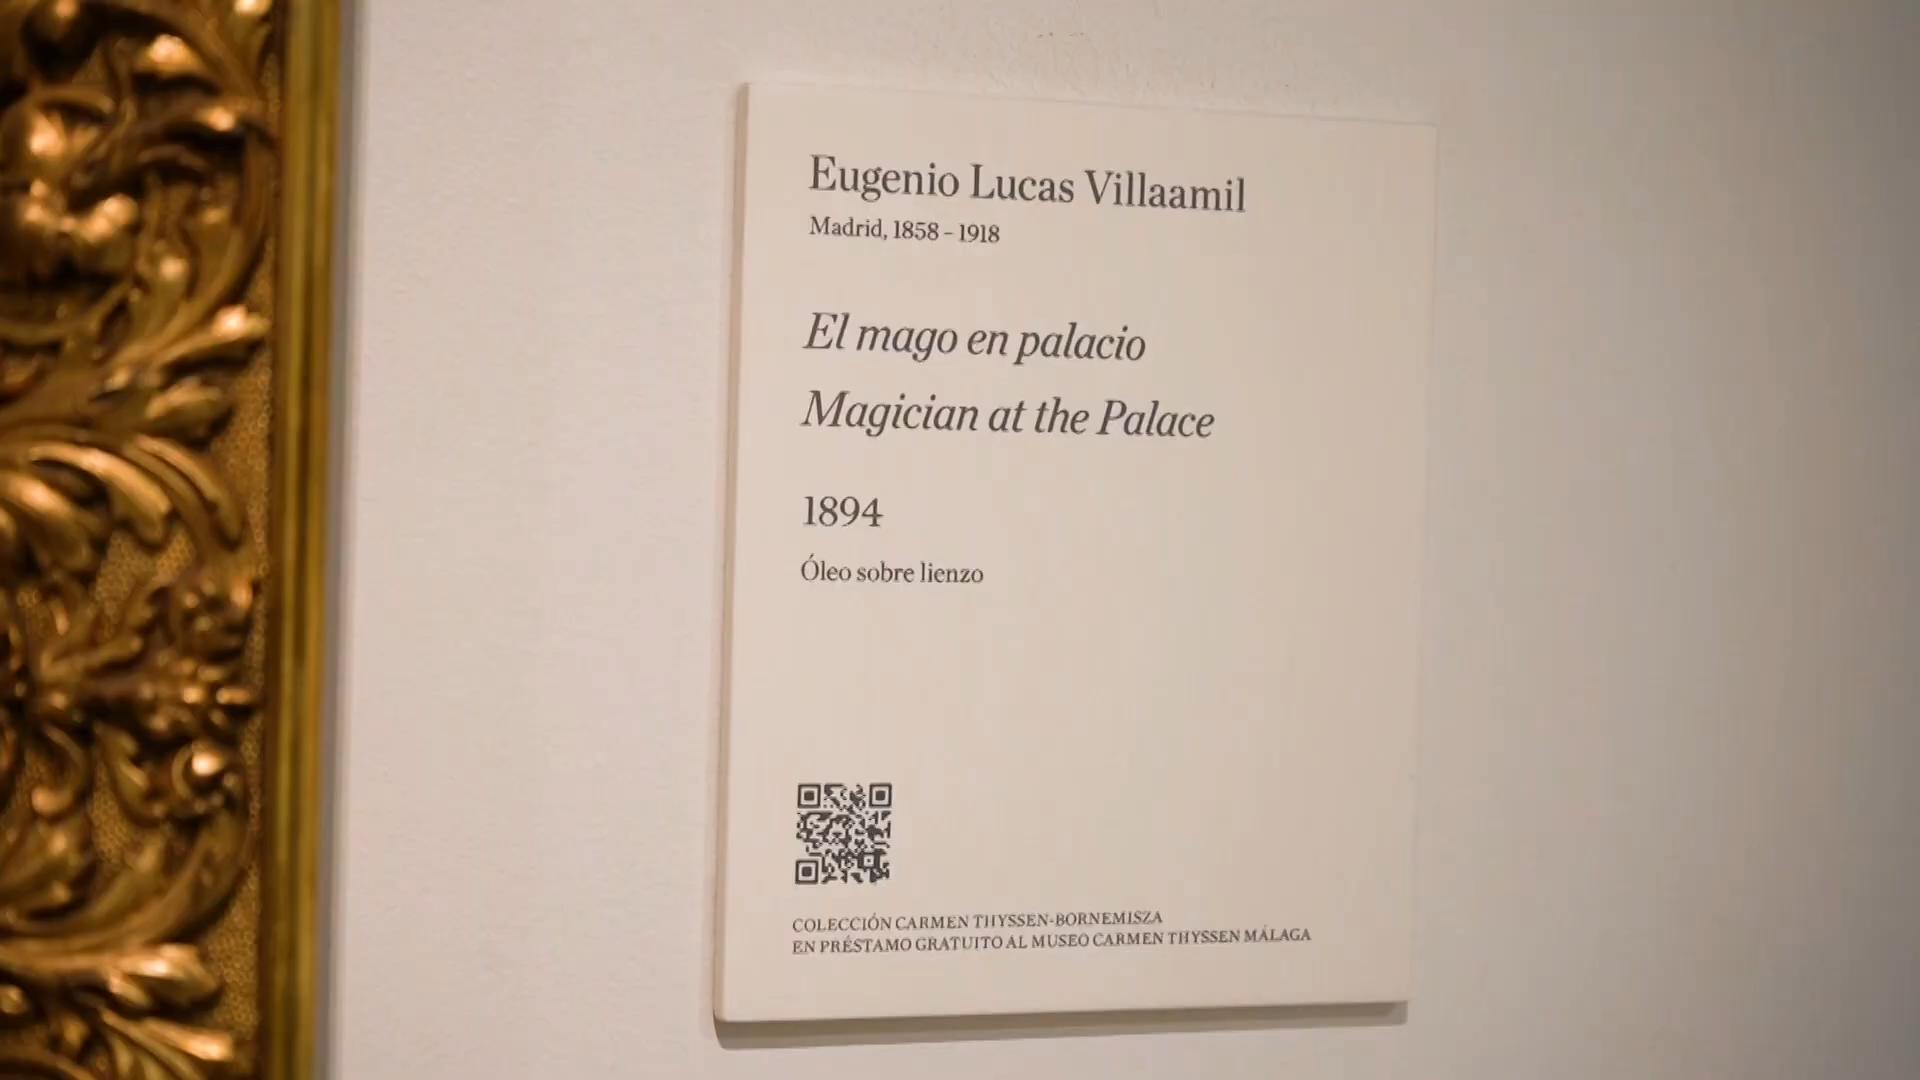 Eugenio Lucas Villaamil
Madrid, 1858 – 1918
El mago en palacio
Magician at the Palace
1894
Óleo sobre lienzo
COLECCIÓN CARMEN THYSSEN-BORNEMISZA
EN PRÉSTAMO GRATUITO AL MUSEO CARMEN THYSSEN MÁLAGA